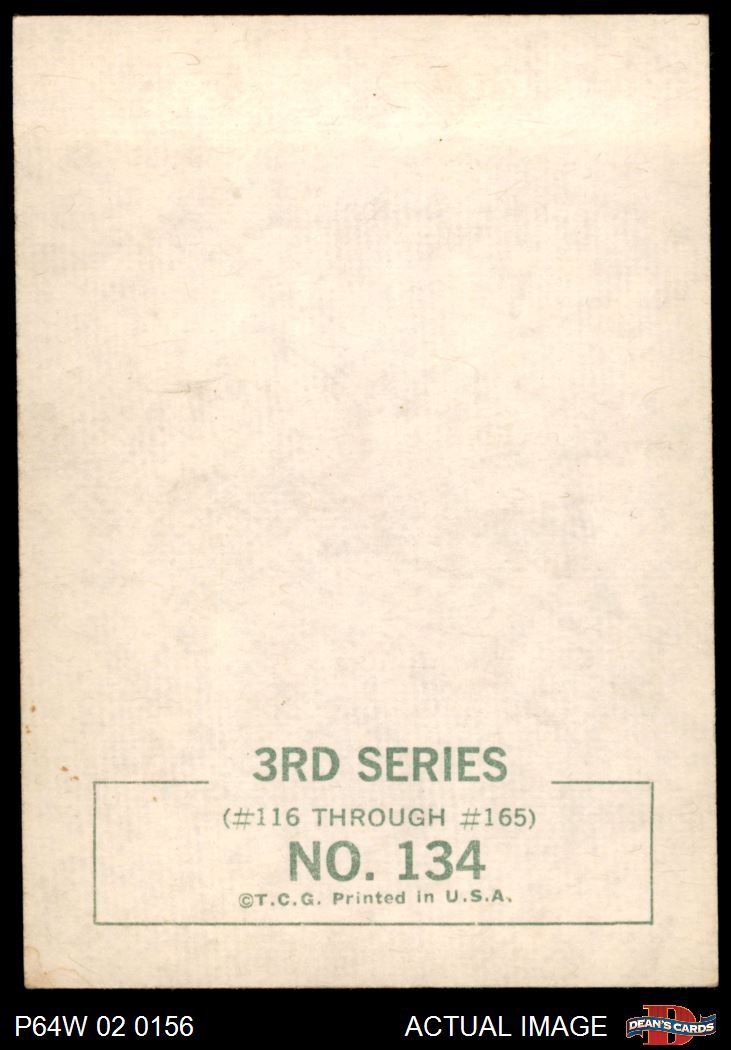 3RD SERIES
(#116 THROUGH #165)
NO. 134
©T.C.G. Printed in U.S.A.
P64W 02 0156
ACTUAL IMAGE
D
DEAN'S CARDS